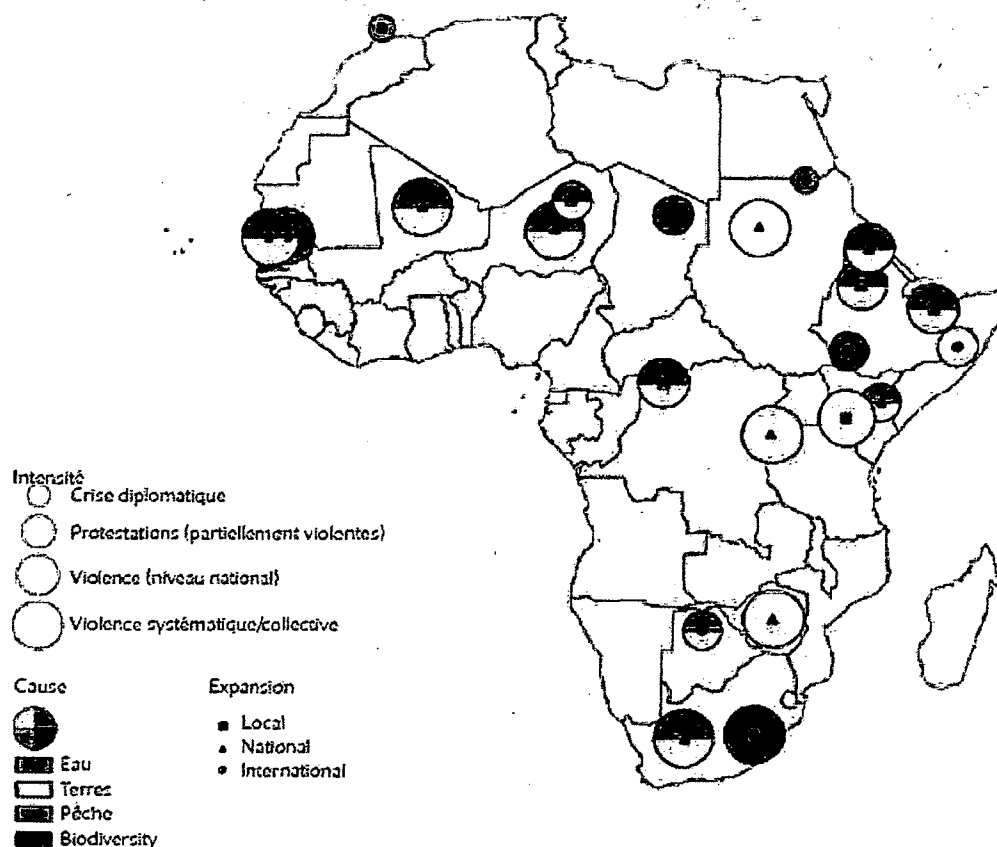 Intensité
Crise diplomatique
Protestations (partiellement violentes)
Violence (niveau national)
Violence systématique/collective
Cause
Eau
Terres
Pêche
Biodiversity
Expansion
Local
National
International